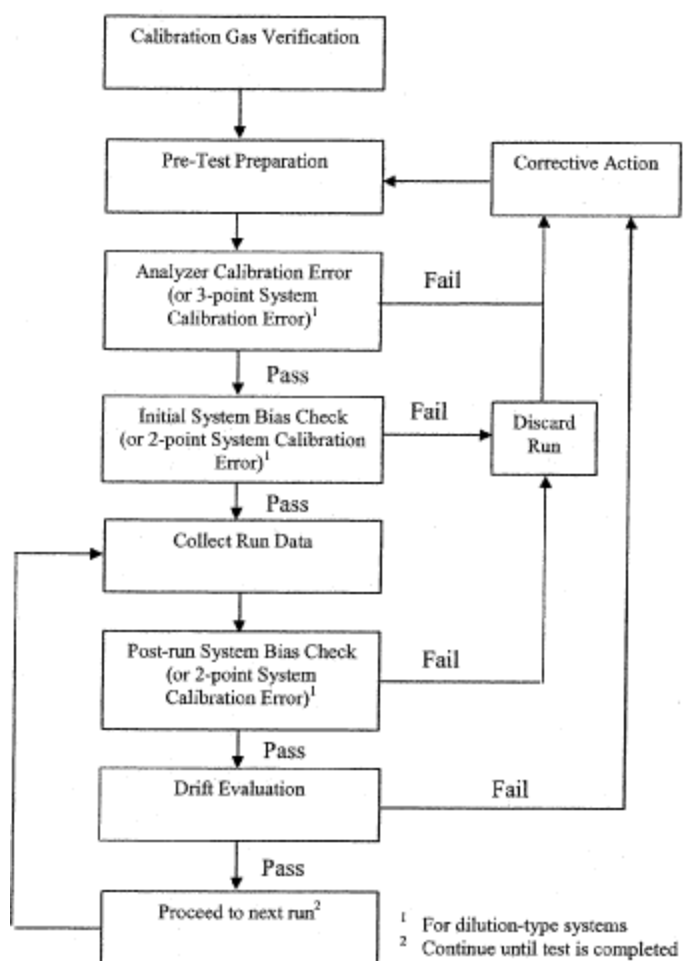 Calibration Gas Verification
Pre-Test Preparation
Corrective Action
Analyzer Calibration Error
(or 3-point System
Calibration Error)¹
Fail
Pass
Initial System Bias Check
(or 2-point System Calibration
Error)¹
Fail
Discard
Run
Pass
Collect Run Data
Post-run System Bias Check
(or 2-point System
Calibration Error)¹
Fail
Pass
Drift Evaluation
Fail
Pass
Proceed to next run²
¹ For dilution-type systems
² Continue until test is completed